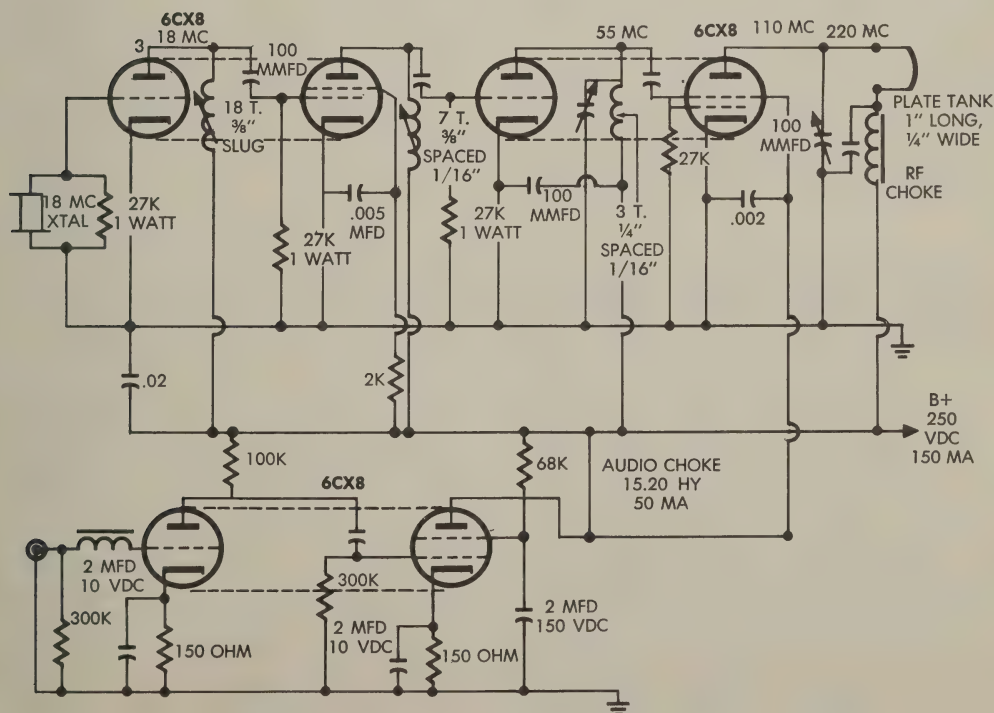 6CX8
18 MC
3
100
MMFD
18 T.
⅜"
SLUG
18 MC
XTAL
27K
1 WATT
27K
1 WATT
.005
MFD
7 T.
⅜"
SPACED
1/16"
27K
1 WATT
55 MC
100
MMFD
3 T.
¼"
SPACED
1/16"
6CX8
110 MC
220 MC
27K
.002
100
MMFD
PLATE TANK
1" LONG,
¼" WIDE
RF
CHOKE
.02
2K
B+
250
VDC
150 MA
100K
6CX8
68K
AUDIO CHOKE
15.20 HY
50 MA
2 MFD
10 VDC
300K
150 OHM
300K
2 MFD
10 VDC
150 OHM
2 MFD
150 VDC